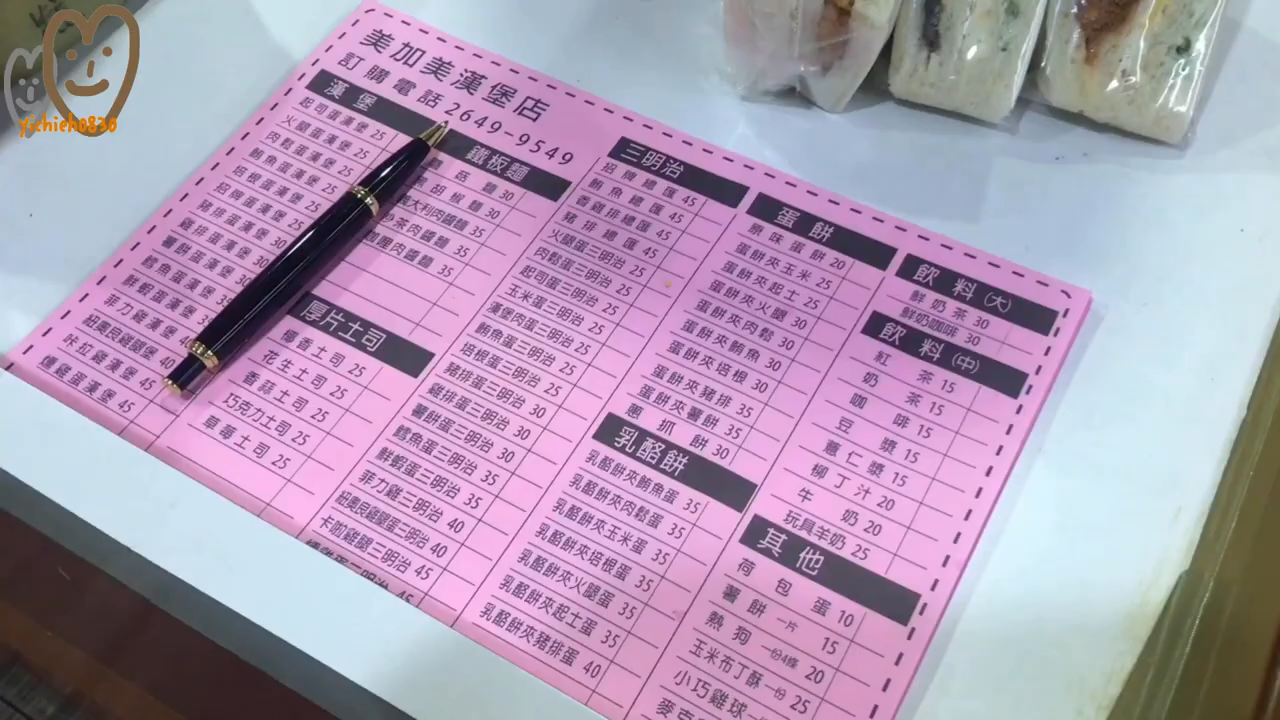 yichieh0830
美加美漢堡店
訂購電話 2649-9549
漢堡
起司蛋漢堡 25
火腿蛋漢堡 25
肉鬆蛋漢堡 25
鮪魚蛋漢堡 25
培根蛋漢堡 25
招牌蛋漢堡 30
豬排蛋漢堡
雞排蛋漢堡
薯餅蛋漢堡 30
鱈魚蛋漢堡
鮮蝦蛋漢堡
菲力雞漢堡
紐奧良雞腿堡 40
咔拉雞漢堡 45
燻雞蛋漢堡 45
鐵板麵
菇麵 30
胡椒麵 30
義大利肉醬麵 35
茶肉醬麵 35
肉醬麵 35
厚片土司
椰香土司 25
花生土司 25
香蒜土司 25
巧克力土司 25
草莓土司 25
三明治
招牌總匯 45
鮪魚總匯 45
香雞排總匯 45
豬排總匯 45
火腿蛋三明治 25
肉鬆蛋三明治 25
起司蛋三明治 25
玉米蛋三明治 25
漢堡肉蛋三明治 25
鮪魚蛋三明治 25
培根蛋三明治 25
豬排蛋三明治 30
雞排蛋三明治 30
薯餅蛋三明治 30
鱈魚蛋三明治 35
鮮蝦蛋三明治 35
菲力雞三明治 40
紐奧良雞腿蛋三明治 40
卡啦雞腿三明治 45
蛋三明治 45
蛋餅
原味蛋餅 20
蛋餅夾玉米 25
蛋餅夾起士 25
蛋餅夾火腿 30
蛋餅夾肉鬆 30
蛋餅夾鮪魚 30
蛋餅夾培根 30
蛋餅夾豬排 35
蛋餅夾薯餅 35
蔥抓餅 30
乳酪餅
乳酪餅夾鮪魚蛋 35
乳酪餅夾肉鬆蛋 35
乳酪餅夾玉米蛋 35
乳酪餅夾培根蛋 35
乳酪餅夾火腿蛋 35
乳酪餅夾起士蛋 35
乳酪餅夾豬排蛋 40
飲料(大)
鮮奶茶 30
鮮奶咖啡 30
飲料(中)
紅茶 15
奶茶 15
咖啡 15
豆漿 15
薏仁漿 15
柳丁汁 20
牛奶 20
玩具羊奶 25
其他
荷包蛋 10
薯餅 一片 15
熱狗 一份4條 20
玉米布丁酥 一份 25
小巧雞球 一份
麥克